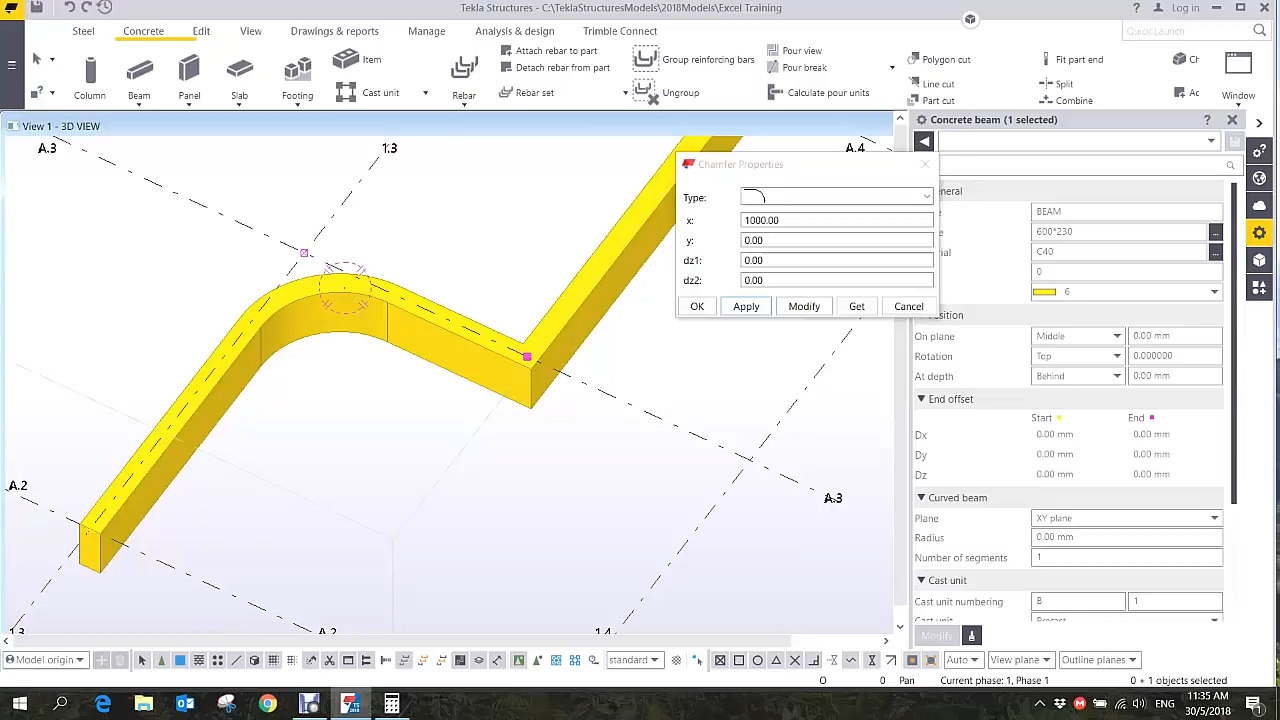 Tekla Structures - C:\TeklaStructuresModels\2018Models\Excel Training
Log in
Steel
Concrete
Edit
View
Drawings & reports
Manage
Analysis & design
Trimble Connect
Quick Launch
Column
Beam
Panel
Slab
Footing
Item
Cast unit
Rebar
Attach rebar to part
Detach rebar from part
Rebar set
Group reinforcing bars
Ungroup
Pour view
Pour break
Calculate pour units
Polygon cut
Line cut
Part cut
Fit part end
Split
Combine
Window
View 1 - 3D VIEW
Concrete beam (1 selected)
A.3
1.3
A.4
A.2
A.3
1.3
A.2
1.4
Chamfer Properties
Type:
x: 1000.00
y: 0.00
dz1: 0.00
dz2: 0.00
OK
Apply
Modify
Get
Cancel
BEAM
600*230
C40
0
6
Position
On plane Middle 0.00 mm
Rotation Top 0.000000
At depth Behind 0.00 mm
End offset
Start End
Dx 0.00 mm 0.00 mm
Dy 0.00 mm 0.00 mm
Dz 0.00 mm 0.00 mm
Curved beam
Plane XY plane
Radius 0.00 mm
Number of segments 1
Cast unit
Cast unit numbering B 1
Modify
Model origin
standard
Auto
View plane
Outline planes
O 0 Pan Current phase: 1, Phase 1 0 + 1 objects selected
ENG
11:35 AM
30/5/2018